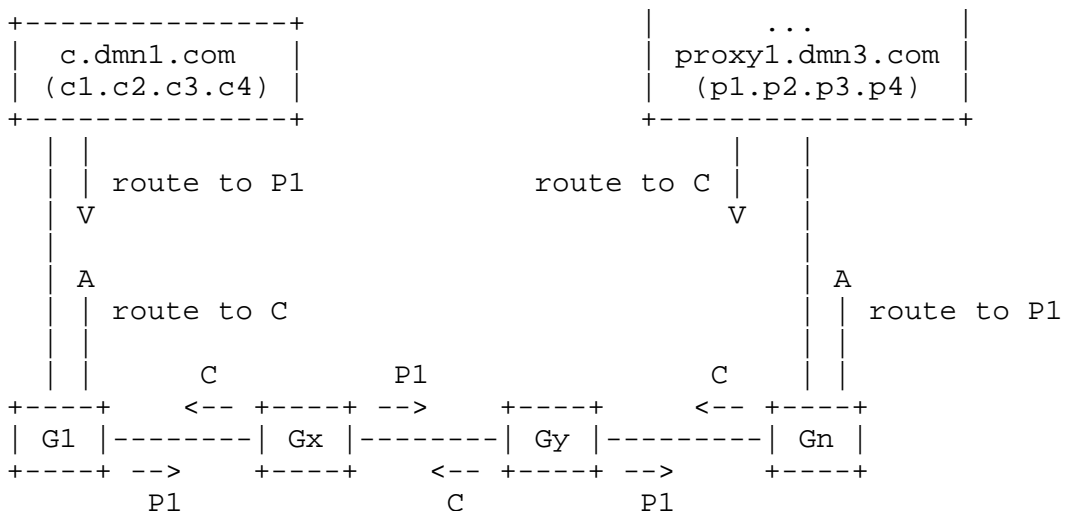 ...
c.dmn1.com proxy1.dmn3.com
(c1.c2.c3.c4) (p1.p2.p3.p4)
route to P1 route to C
V V
A A
route to C route to P1
C P1 C
<-- --> <--
G1 Gx Gy Gn
--> <-- -->
P1 C P1